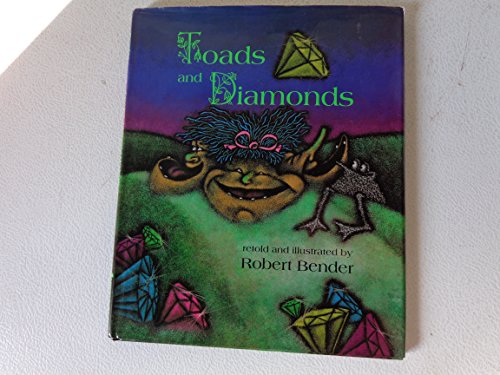 Toads
and Diamonds
retold and illustrated by
Robert Bender